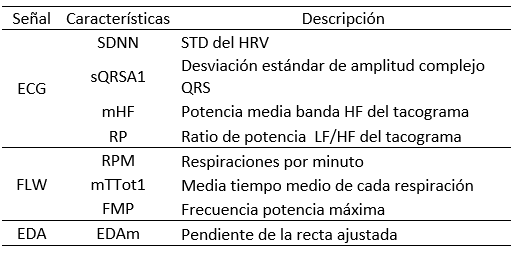 Señal Características Descripción
SDNN STD del HRV
sQRSA1 Desviación estándar de amplitud complejo
QRS
ECG
mHF Potencia media banda HF del tacograma
RP Ratio de potencia LF/HF del tacograma
RPM Respiraciones por minuto
FLW mTTot1 Media tiempo medio de cada respiración
FMP Frecuencia potencia máxima
EDA EDAm Pendiente de la recta ajustada